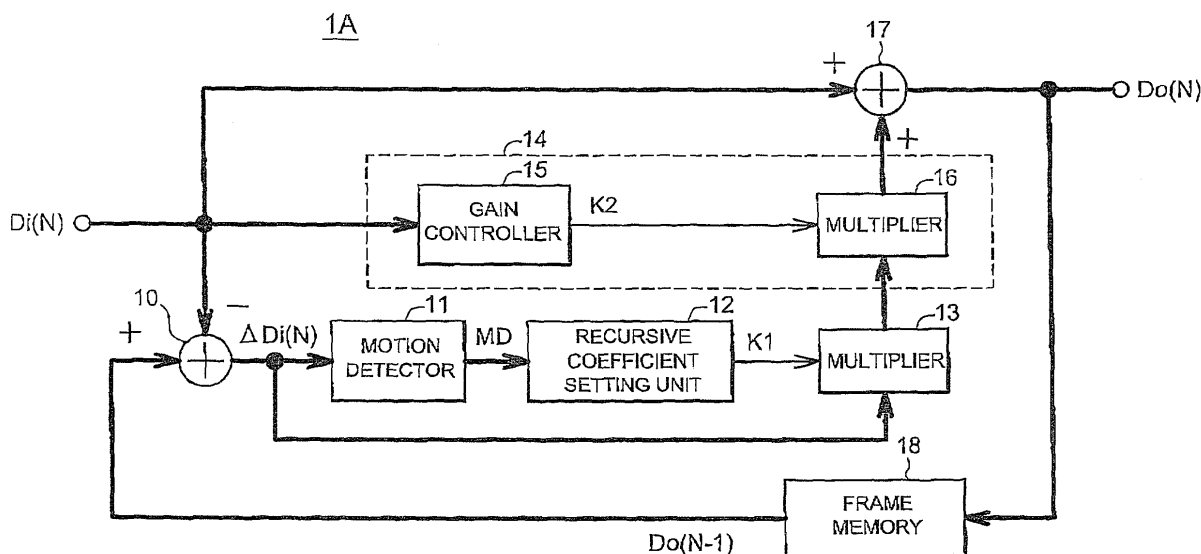 1A
17
+
Do(N)
+
14
15
16
GAIN
CONTROLLER
K2
MULTIPLIER
Di(N)
−
10
+
Δ Di(N)
11
MOTION
DETECTOR
MD
12
RECURSIVE
COEFFICIENT
SETTING UNIT
K1
13
MULTIPLIER
18
FRAME
MEMORY
Do(N-1)